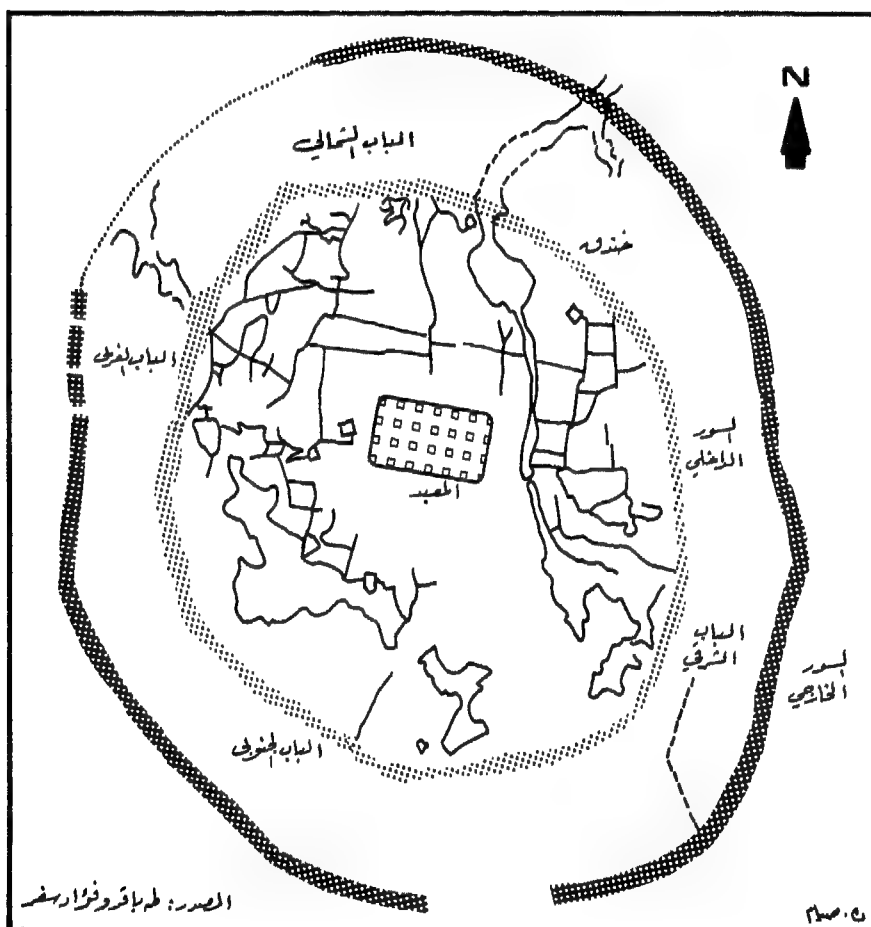 N
الباب الشمالي
خندق
الباب الغربي
السور
الداخلي
المعبد
الباب
الشرقي
السور
الخارجي
الباب الجنوبي
المصدر: طه باقر وفؤاد سفر